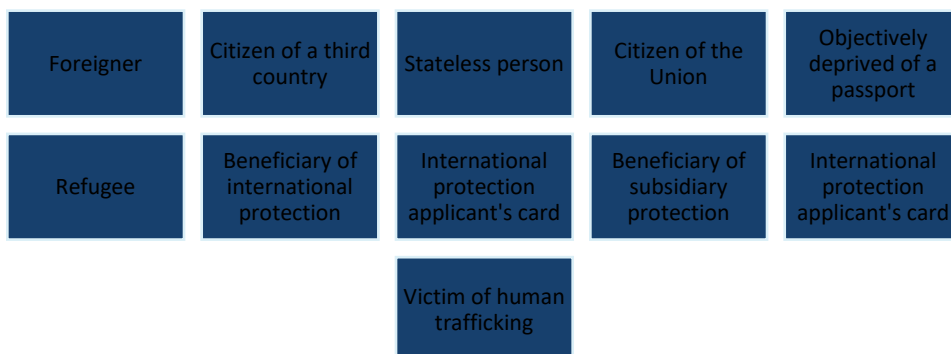 Foreigner
Citizen of a third
country
Stateless person
Citizen of the
Union
Objectively
deprived of a
passport
Refugee
Beneficiary of
international
protection
International
protection
applicant's card
Beneficiary of
subsidiary
protection
International
protection
applicant's card
Victim of human
trafficking